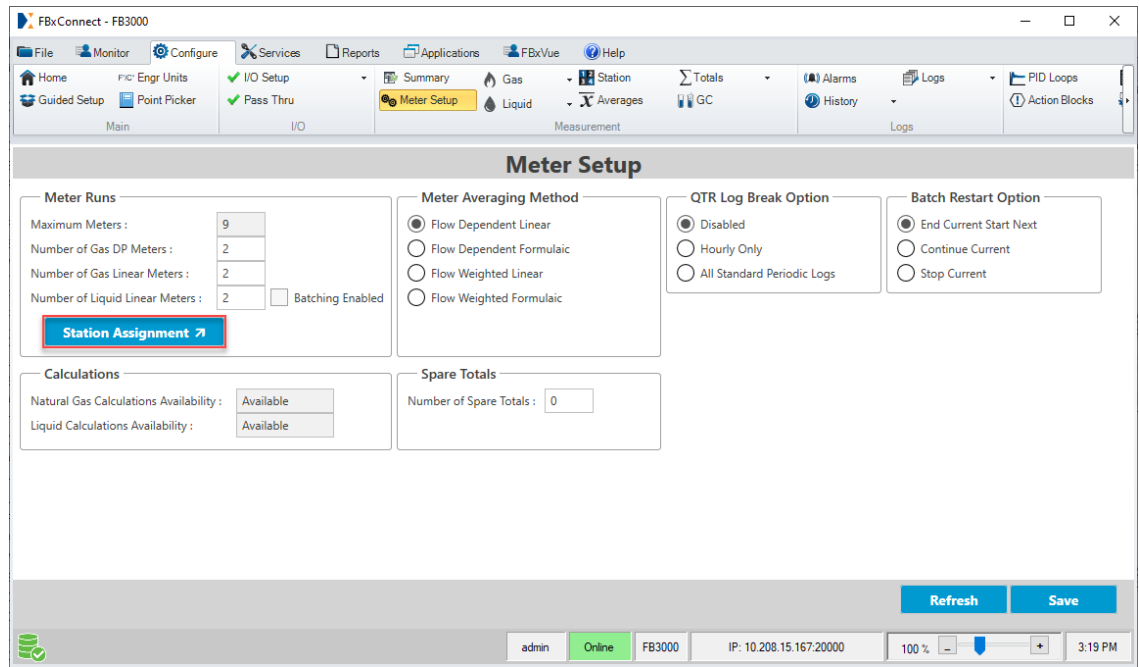 FBxConnect - FB3000
File Monitor Configure Services Reports Applications FBxVue Help
Home Engr Units I/O Setup Summary Gas Station Totals Alarms Logs PID Loops
Guided Setup Point Picker Pass Thru Meter Setup Liquid Averages GC History Action Blocks
Main I/O Measurement Logs
Meter Setup
Meter Runs
Maximum Meters : 9
Number of Gas DP Meters : 2
Number of Gas Linear Meters : 2
Number of Liquid Linear Meters : 2 Batching Enabled
Station Assignment
Meter Averaging Method
Flow Dependent Linear
Flow Dependent Formulaic
Flow Weighted Linear
Flow Weighted Formulaic
QTR Log Break Option
Disabled
Hourly Only
All Standard Periodic Logs
Batch Restart Option
End Current Start Next
Continue Current
Stop Current
Calculations
Natural Gas Calculations Availability : Available
Liquid Calculations Availability : Available
Spare Totals
Number of Spare Totals : 0
Refresh Save
admin Online FB3000 IP: 10.208.15.167:20000 100 % - + 3:19 PM